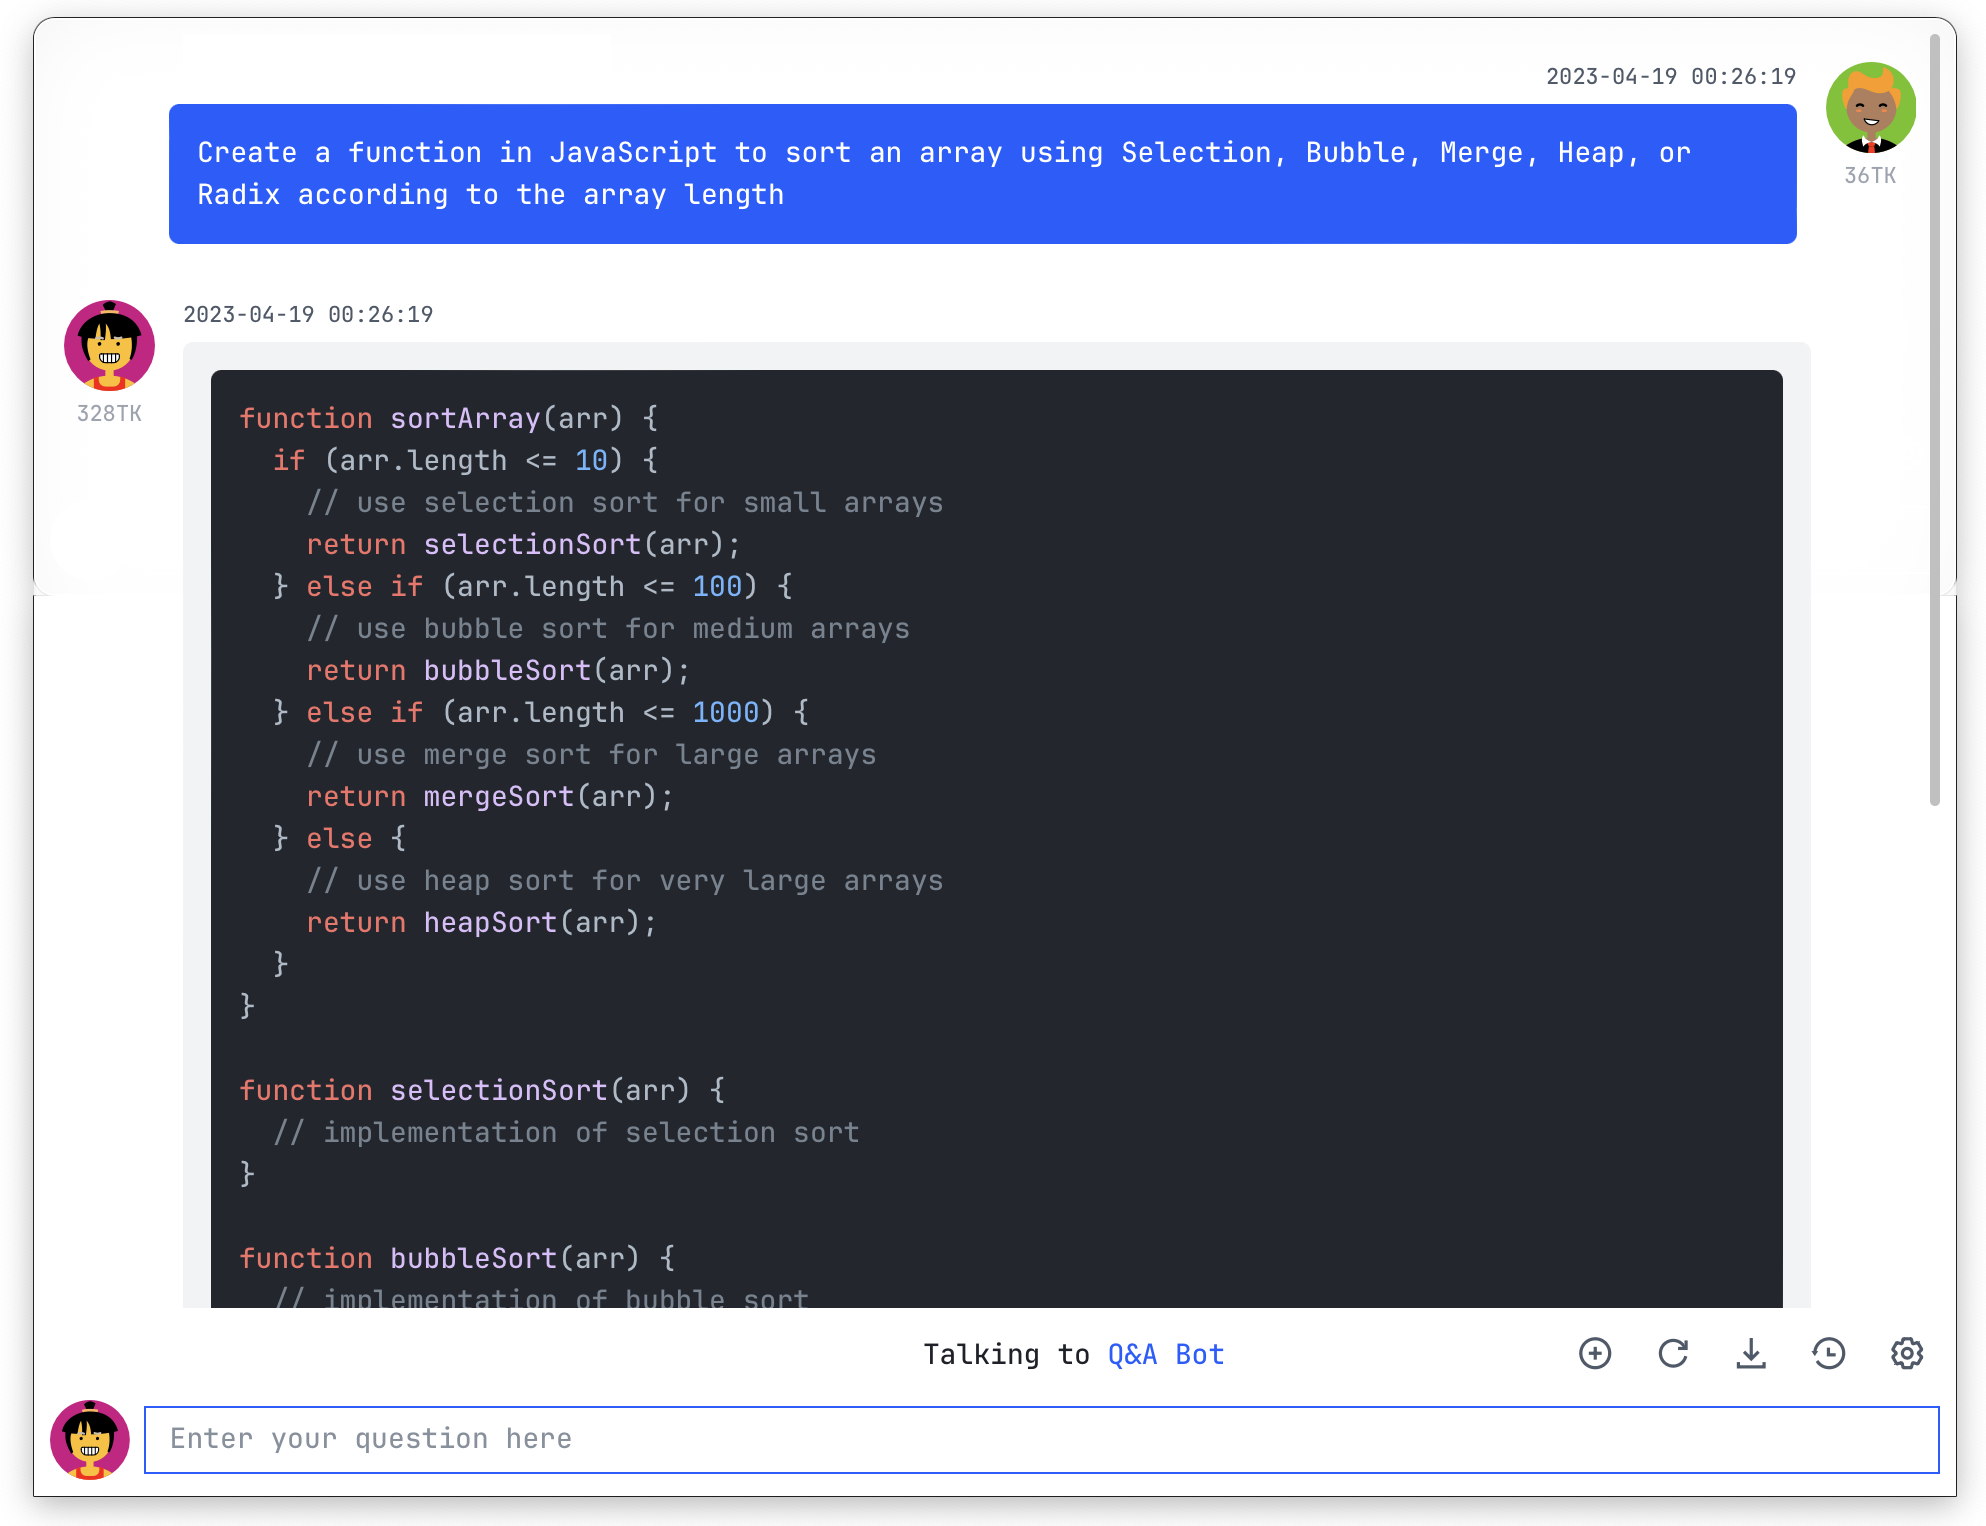 2023-04-19 00:26:19
Create a function in JavaScript to sort an array using Selection, Bubble, Merge, Heap, or
Radix according to the array length
36TK
2023-04-19 00:26:19
328TK
function sortArray(arr) {
  if (arr.length <= 10) {
    // use selection sort for small arrays
    return selectionSort(arr);
  } else if (arr.length <= 100) {
    // use bubble sort for medium arrays
    return bubbleSort(arr);
  } else if (arr.length <= 1000) {
    // use merge sort for large arrays
    return mergeSort(arr);
  } else {
    // use heap sort for very large arrays
    return heapSort(arr);
  }
}
function selectionSort(arr) {
  // implementation of selection sort
}
function bubbleSort(arr) {
  // implementation of bubble sort
Talking to Q&A Bot
Enter your question here